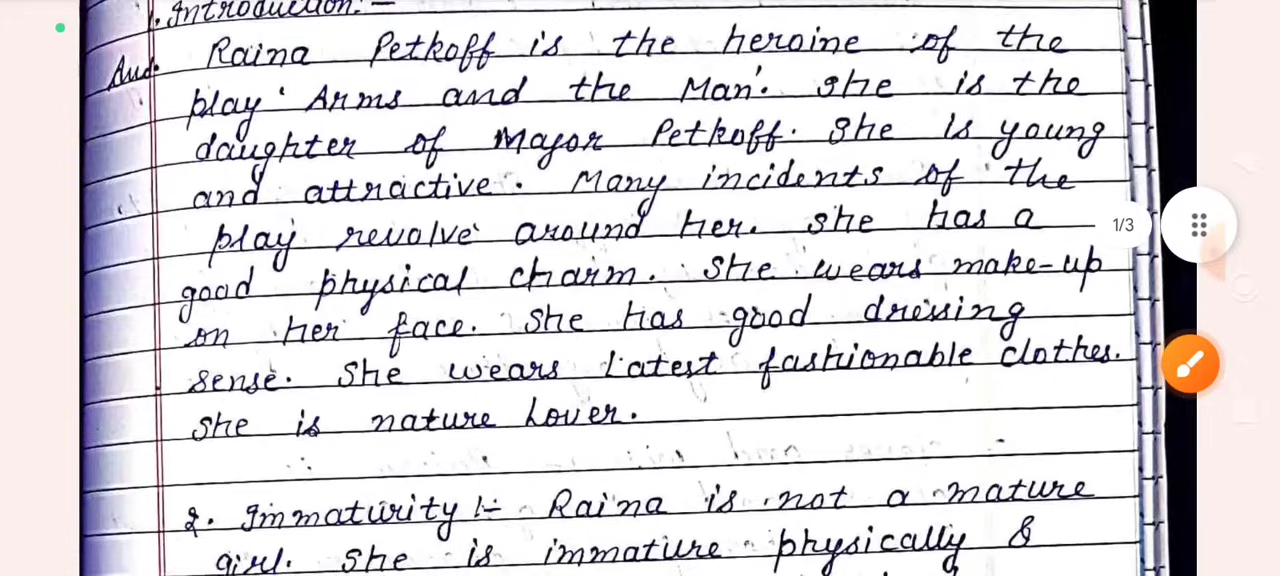 1. Introduction:-
Ans. Raina Petkoff is the heroine of the
play 'Arms and the Man'. She is the
daughter of Major Petkoff. She is young
and attractive. Many incidents of the
play revolve around her. She has a
1/3
good physical charm. She wears make-up
on her face. She has good dressing
sense. She wears Latest fashionable clothes.
She is nature Lover.
2. Immaturity :- Raina is not a mature
girl. She is immature physically &